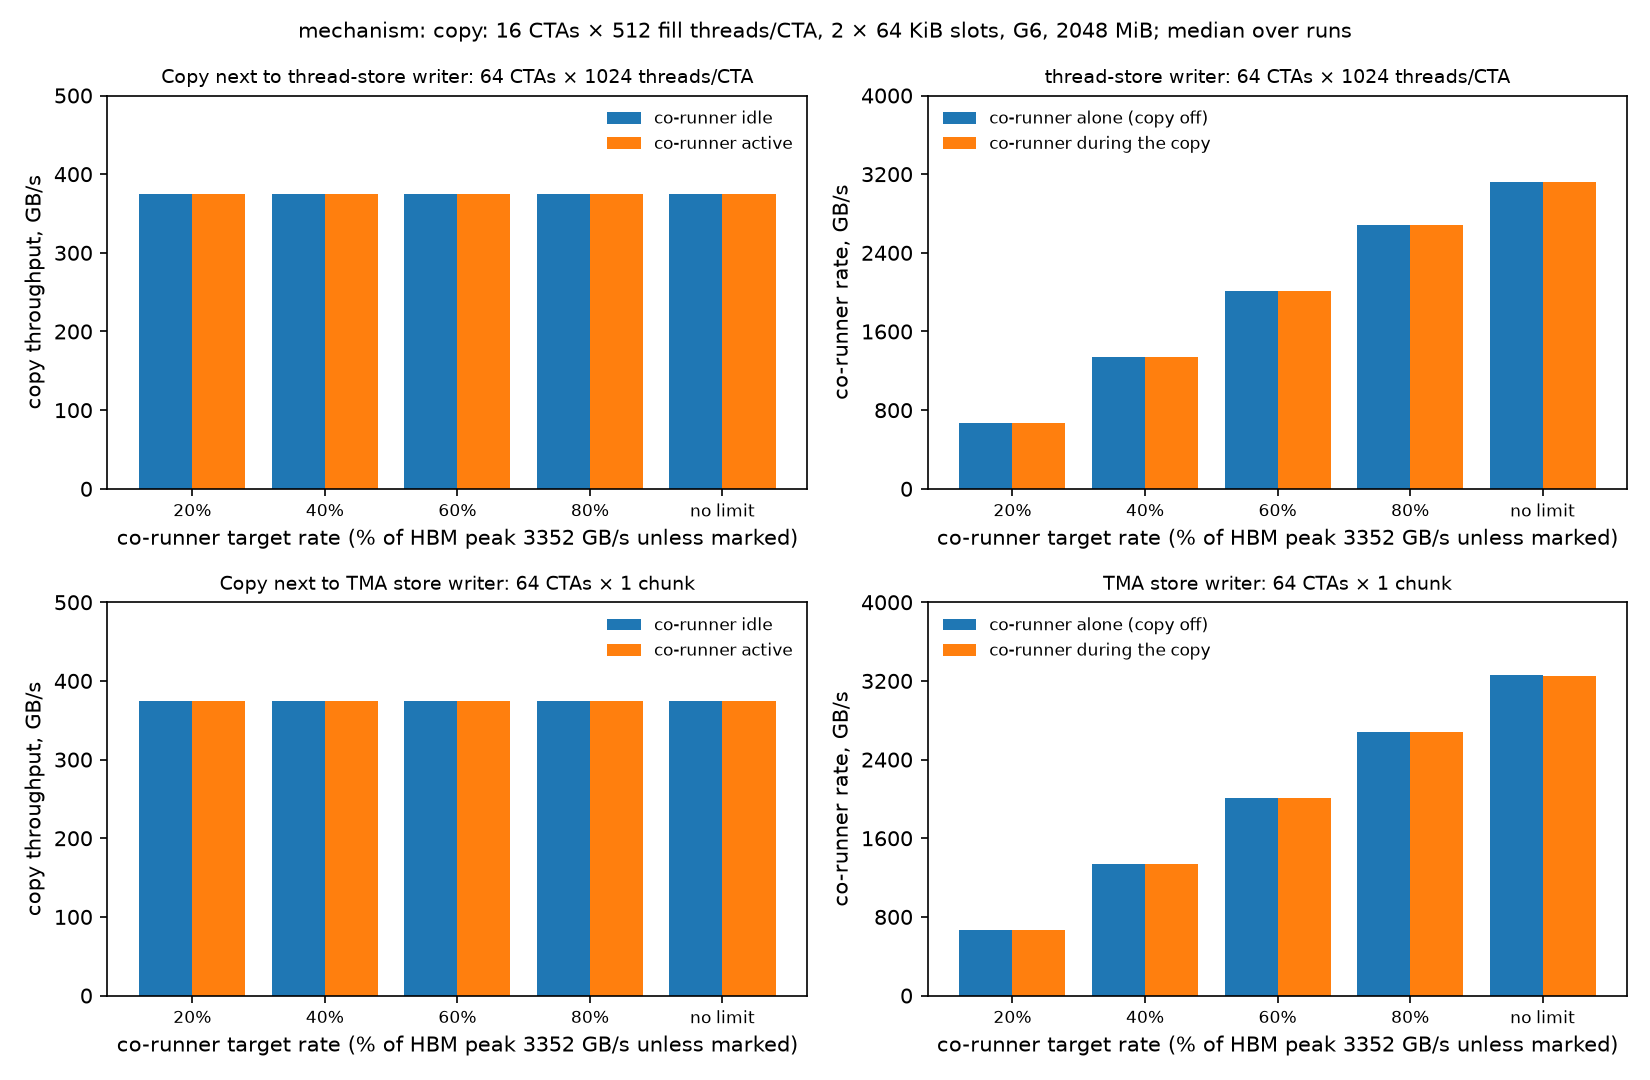 mechanism: copy: 16 CTAs × 512 fill threads/CTA, 2 × 64 KiB slots, G6, 2048 MiB; median over runs
Copy next to thread-store writer: 64 CTAs × 1024 threads/CTA
copy throughput, GB/s
500
400
300
200
100
0
co-runner idle
co-runner active
20% 40% 60% 80% no limit
co-runner target rate (% of HBM peak 3352 GB/s unless marked)
thread-store writer: 64 CTAs × 1024 threads/CTA
co-runner rate, GB/s
4000
3200
2400
1600
800
0
co-runner alone (copy off)
co-runner during the copy
20% 40% 60% 80% no limit
co-runner target rate (% of HBM peak 3352 GB/s unless marked)
Copy next to TMA store writer: 64 CTAs × 1 chunk
copy throughput, GB/s
500
400
300
200
100
0
co-runner idle
co-runner active
20% 40% 60% 80% no limit
co-runner target rate (% of HBM peak 3352 GB/s unless marked)
TMA store writer: 64 CTAs × 1 chunk
co-runner rate, GB/s
4000
3200
2400
1600
800
0
co-runner alone (copy off)
co-runner during the copy
20% 40% 60% 80% no limit
co-runner target rate (% of HBM peak 3352 GB/s unless marked)